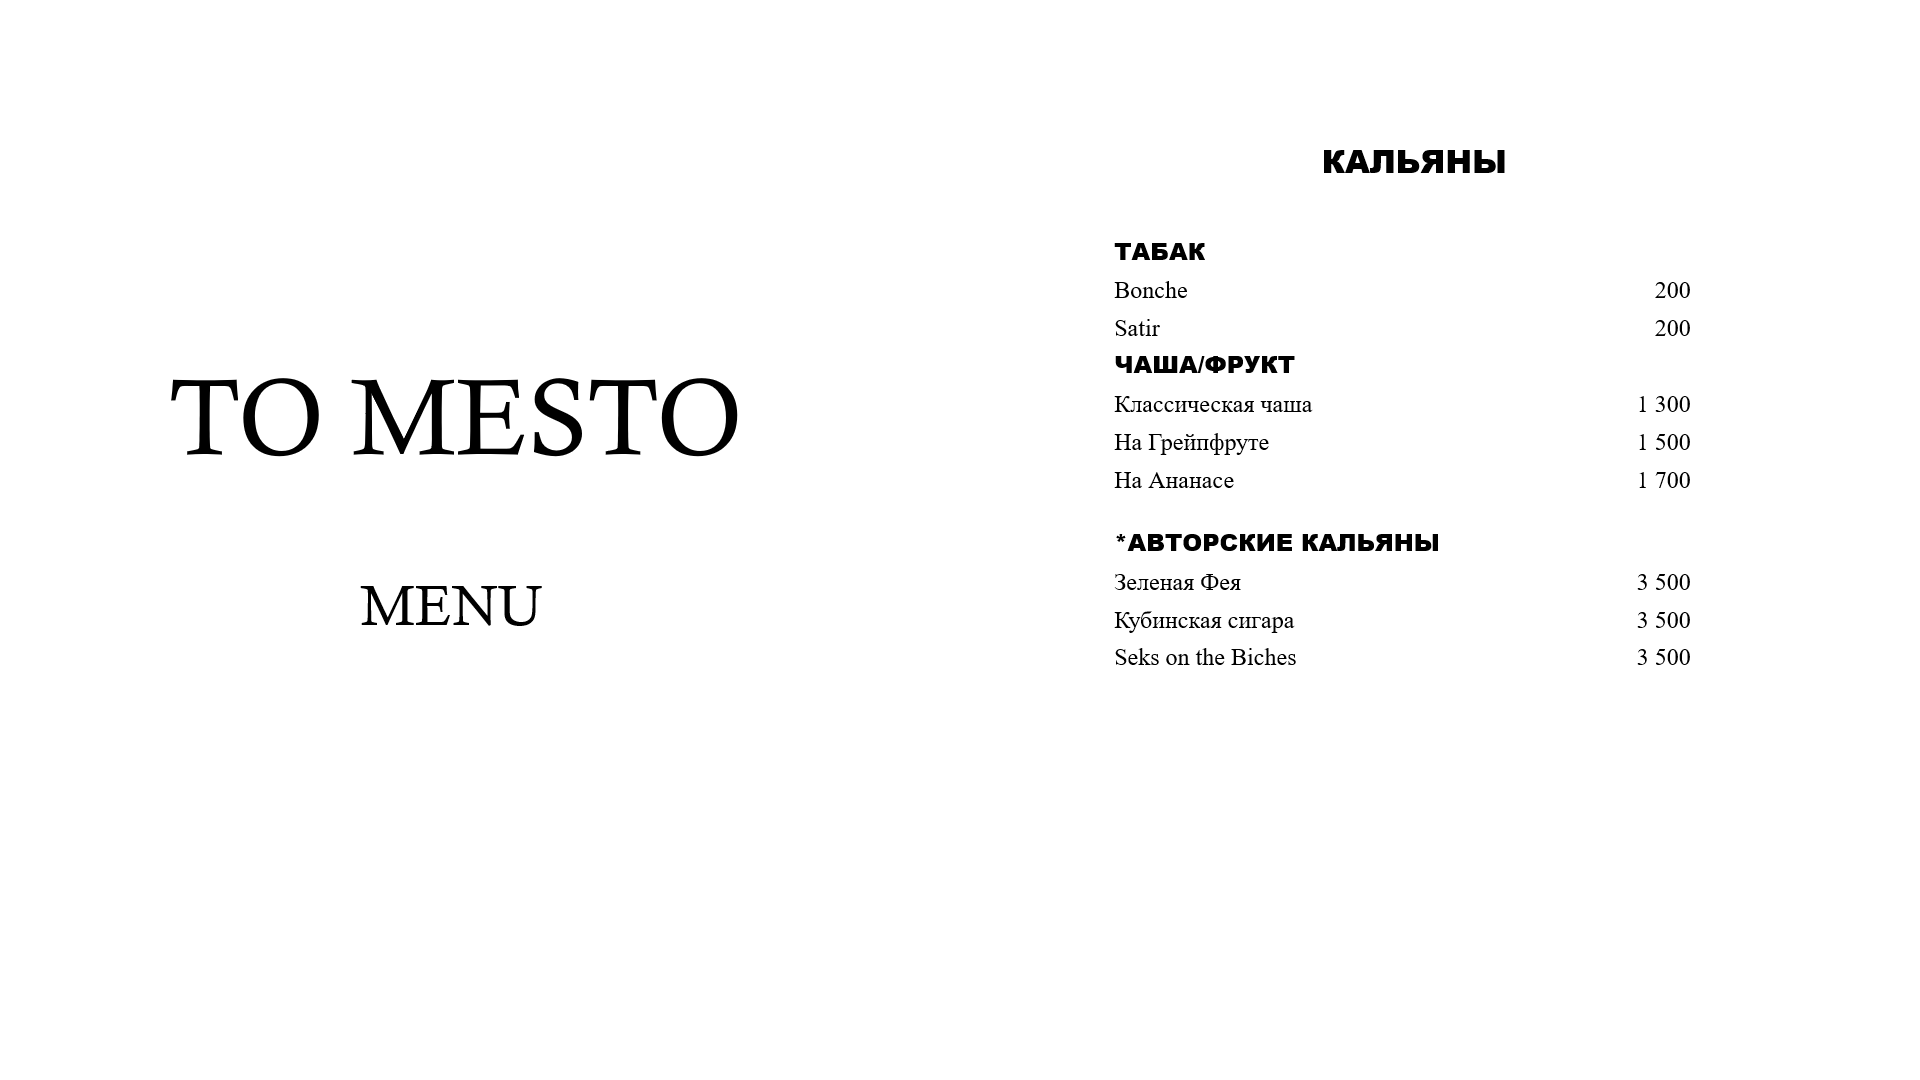 TO MESTO
MENU
КАЛЬЯНЫ
ТАБАК
Bonche 200
Satir 200
ЧАША/ФРУКТ
Классическая чаша 1 300
На Грейпфруте 1 500
На Ананасе 1 700
*АВТОРСКИЕ КАЛЬЯНЫ
Зеленая Фея 3 500
Кубинская сигара 3 500
Seks on the Biches 3 500